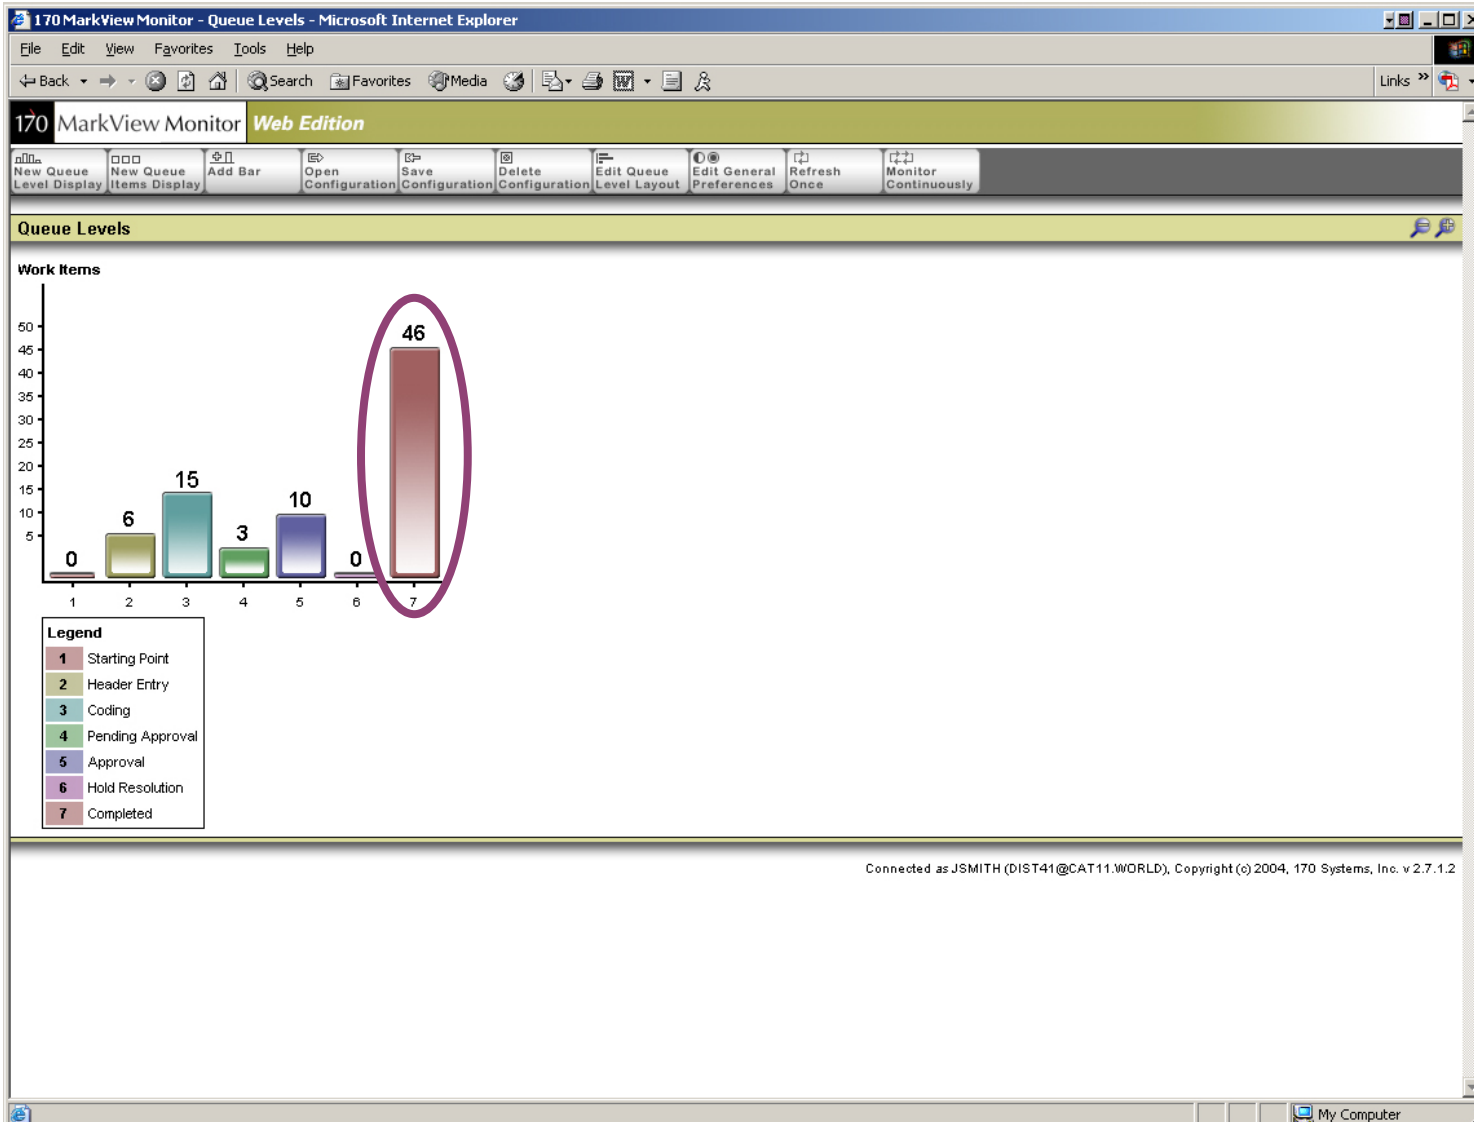 170 MarkView Monitor - Queue Levels - Microsoft Internet Explorer
File Edit View Favorites Tools Help
Back Search Favorites Media Links »
170 MarkView Monitor Web Edition
New Queue Level Display New Queue Items Display Add Bar Open Configuration Save Configuration Delete Configuration Edit Queue Level Layout Edit General Preferences Refresh Once Monitor Continuously
Queue Levels
Work Items
50
45
40
35
30
25
20
15
10
5
0 6 15 3 10 0 46
1 2 3 4 5 6 7
Legend
1 Starting Point
2 Header Entry
3 Coding
4 Pending Approval
5 Approval
6 Hold Resolution
7 Completed
Connected as JSMITH (DIST41@CAT11.WORLD), Copyright (c) 2004, 170 Systems, Inc. v 2.7.1.2
My Computer